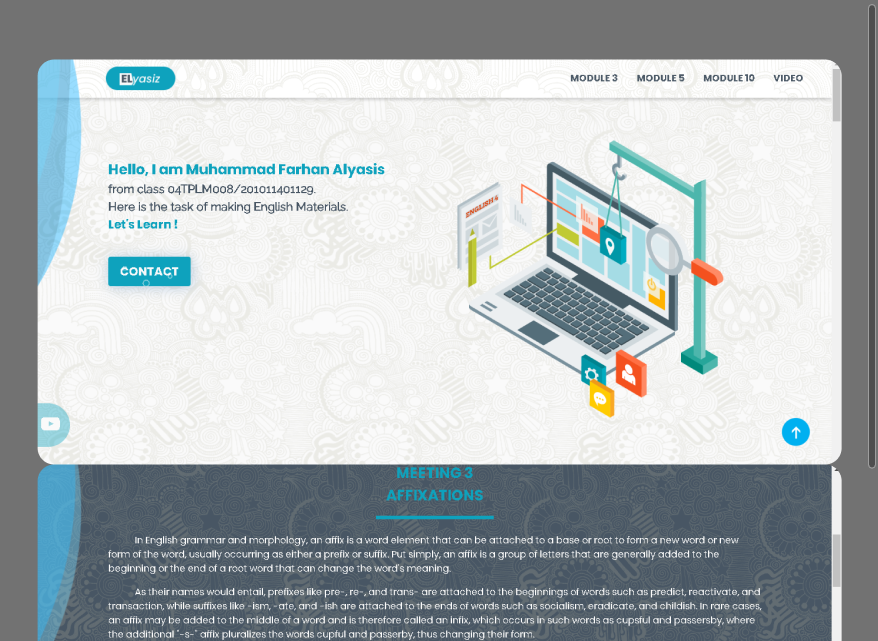 ELyasiz
MODULE 3
MODULE 5
MODULE 10
VIDEO
Hello, I am Muhammad Farhan Alyasis
from class 04TPLM008/201011401129.
Here is the task of making English Materials.
Let's Learn !
CONTACT
ENGLISH 4
MEETING 3
AFFIXATIONS
In English grammar and morphology, an affix is a word element that can be attached to a base or root to form a new word or new
form of the word, usually occurring as either a prefix or suffix. Put simply, an affix is a group of letters that are generally added to the
beginning or the end of a root word that can change the word's meaning.
As their names would entail, prefixes like pre-, re-, and trans- are attached to the beginnings of words such as predict, reactivate, and
transaction, while suffixes like -ism, -ate, and -ish are attached to the ends of words such as socialism, eradicate, and childish. In rare cases,
an affix may be added to the middle of a word and is therefore called an infix, which occurs in such words as cupsful and passersby, where
the additional "-s-" affix pluralizes the words cupful and passerby, thus changing their form.